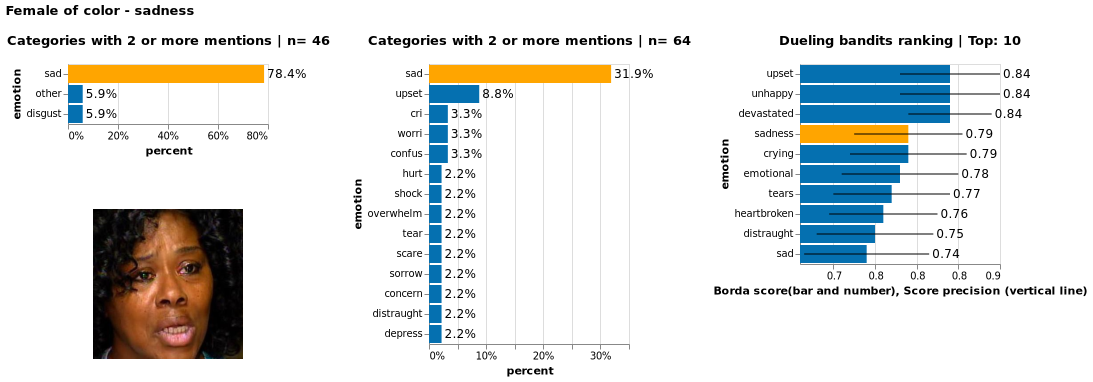 Female of color - sadness
Categories with 2 or more mentions | n= 46
emotion
sad 78.4%
other 5.9%
disgust 5.9%
0% 20% 40% 60% 80%
percent
Categories with 2 or more mentions | n= 64
emotion
sad 31.9%
upset 8.8%
cri 3.3%
worri 3.3%
confus 3.3%
hurt 2.2%
shock 2.2%
overwhelm 2.2%
tear 2.2%
scare 2.2%
sorrow 2.2%
concern 2.2%
distraught 2.2%
depress 2.2%
0% 10% 20% 30%
percent
Dueling bandits ranking | Top: 10
emotion
upset 0.84
unhappy 0.84
devastated 0.84
sadness 0.79
crying 0.79
emotional 0.78
tears 0.77
heartbroken 0.76
distraught 0.75
sad 0.74
0.7 0.8 0.8 0.8 0.9
Borda score(bar and number), Score precision (vertical line)